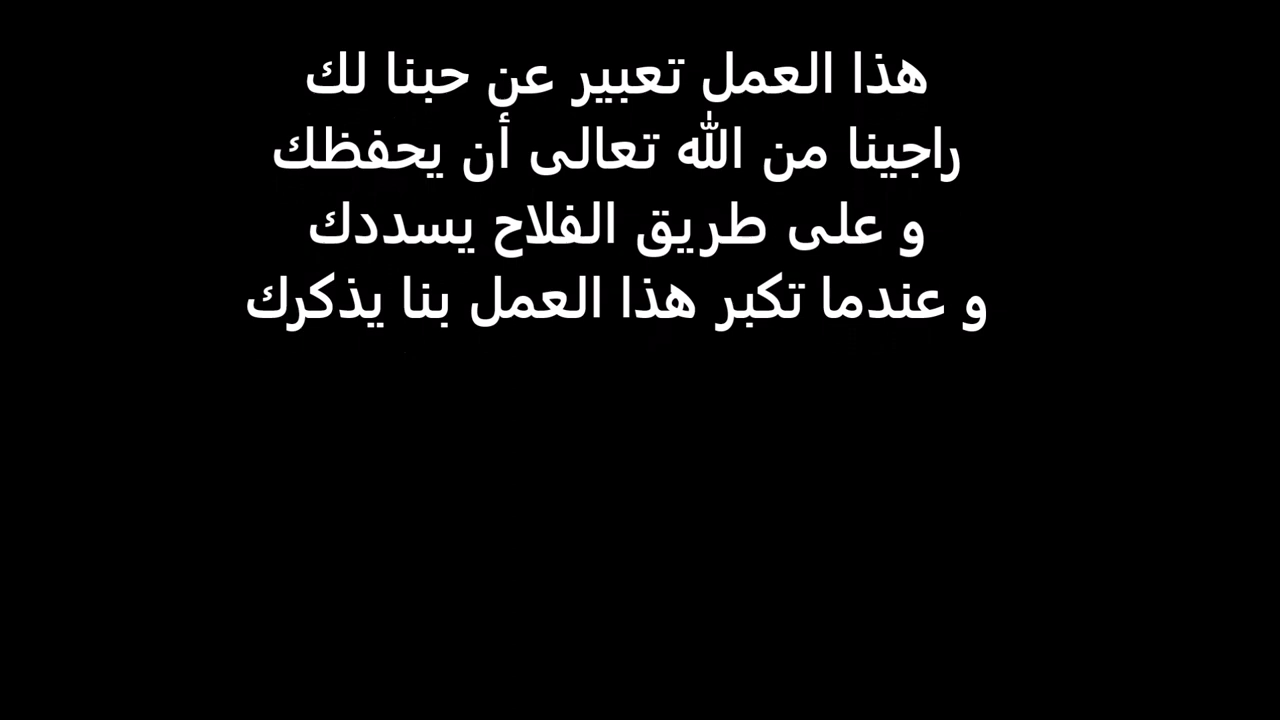 هذا العمل تعبير عن حبنا لك
راجينا من الله تعالى أن يحفظك
و على طريق الفلاح يسددك
و عندما تكبر هذا العمل بنا يذكرك